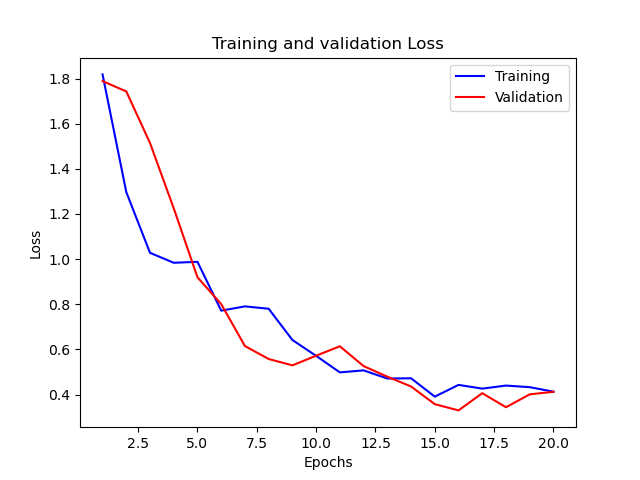 Training and validation Loss
Training
Validation
Loss
1.8
1.6
1.4
1.2
1.0
0.8
0.6
0.4
2.5 5.0 7.5 10.0 12.5 15.0 17.5 20.0
Epochs